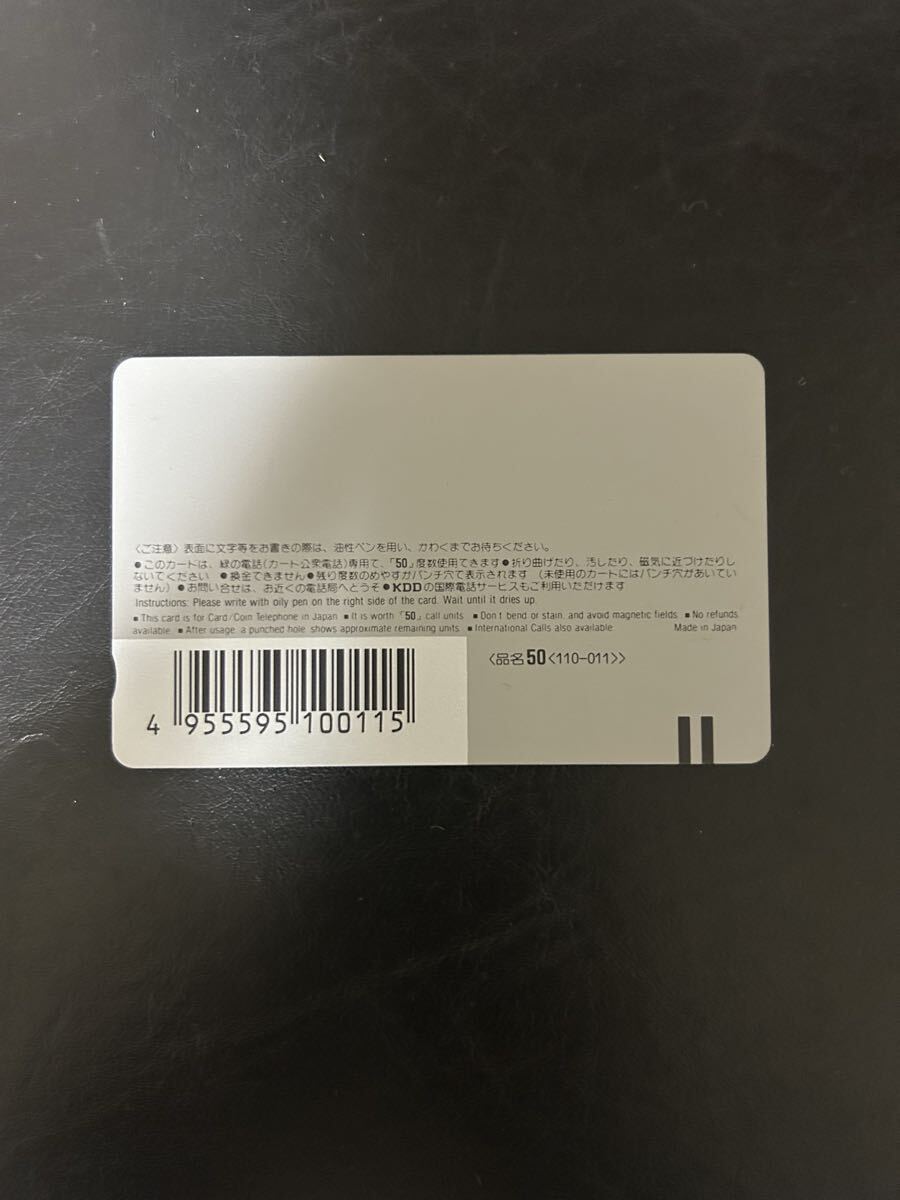 〈ご注意〉表面に文字等をお書きの際は、油性ペンを用い、かわくまでお待ちください。
●このカードは、緑の電話(カード公衆電話)専用で、「50」度数使用できます●折り曲げたり、汚したり、磁気に近づけたりし
ないでください ●換金できません●残り度数のめやすがパンチ穴で表示されます (未使用のカードにはパンチ穴があいてい
ません)●お問い合せは、お近くの電話局へどうぞ●KDDの国際電話サービスもご利用いただけます
Instructions: Please write with oily pen on the right side of the card. Wait until it dries up.
■This card is for Card/Coin Telephone in Japan ■It is worth「50」call units ■Don't bend or stain, and avoid magnetic fields ■No refunds
available ■After usage a punched hole shows approximate remaining units ■International Calls also available Made in Japan
〈品名50<110-011>〉
4 955595 100115